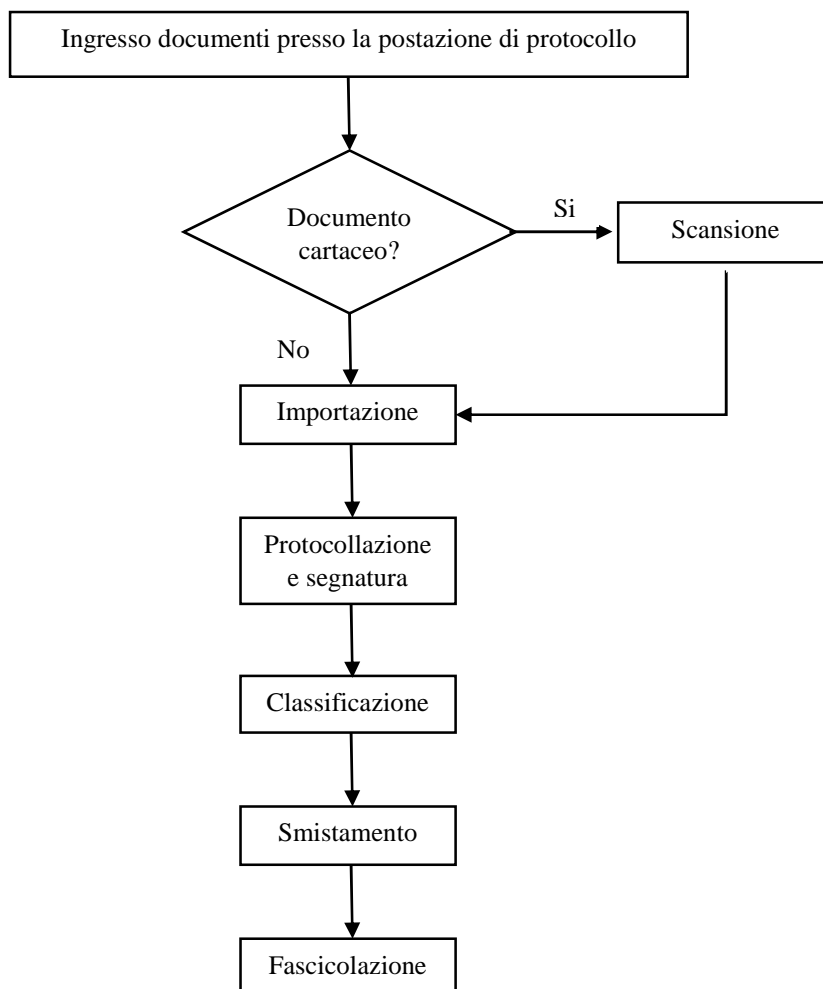 Ingresso documenti presso la postazione di protocollo
Documento
cartaceo?
Si
Scansione
No
Importazione
Protocollazione
e segnatura
Classificazione
Smistamento
Fascicolazione